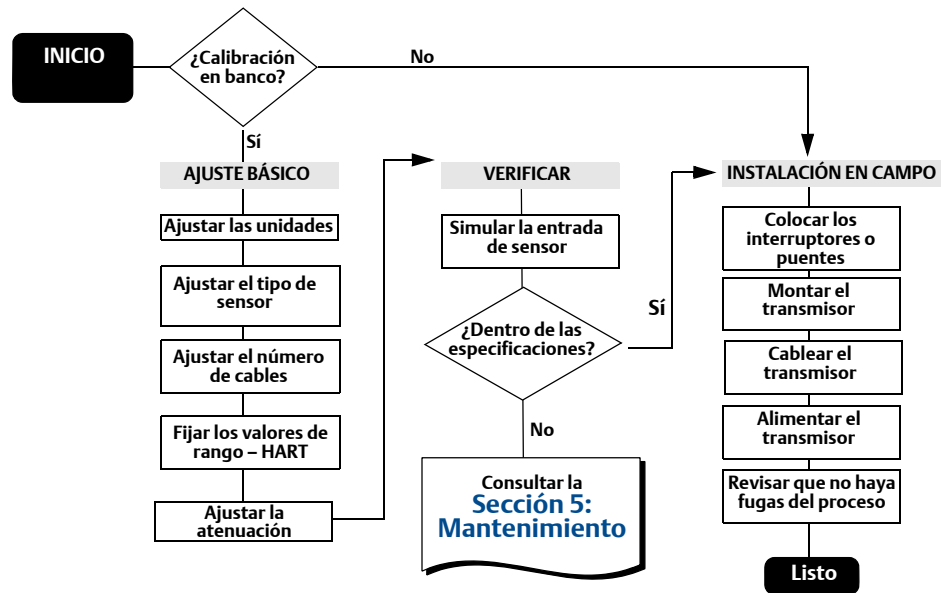 INICIO
¿Calibración
en banco?
No
Sí
AJUSTE BÁSICO
Ajustar las unidades
Ajustar el tipo de
sensor
Ajustar el número
de cables
Fijar los valores de
rango – HART
Ajustar la
atenuación
VERIFICAR
Simular la entrada
de sensor
¿Dentro de las
especificaciones?
Sí
No
Consultar la
Sección 5:
Mantenimiento
INSTALACIÓN EN CAMPO
Colocar los
interruptores o
puentes
Montar el
transmisor
Cablear el
transmisor
Alimentar el
transmisor
Revisar que no haya
fugas del proceso
Listo